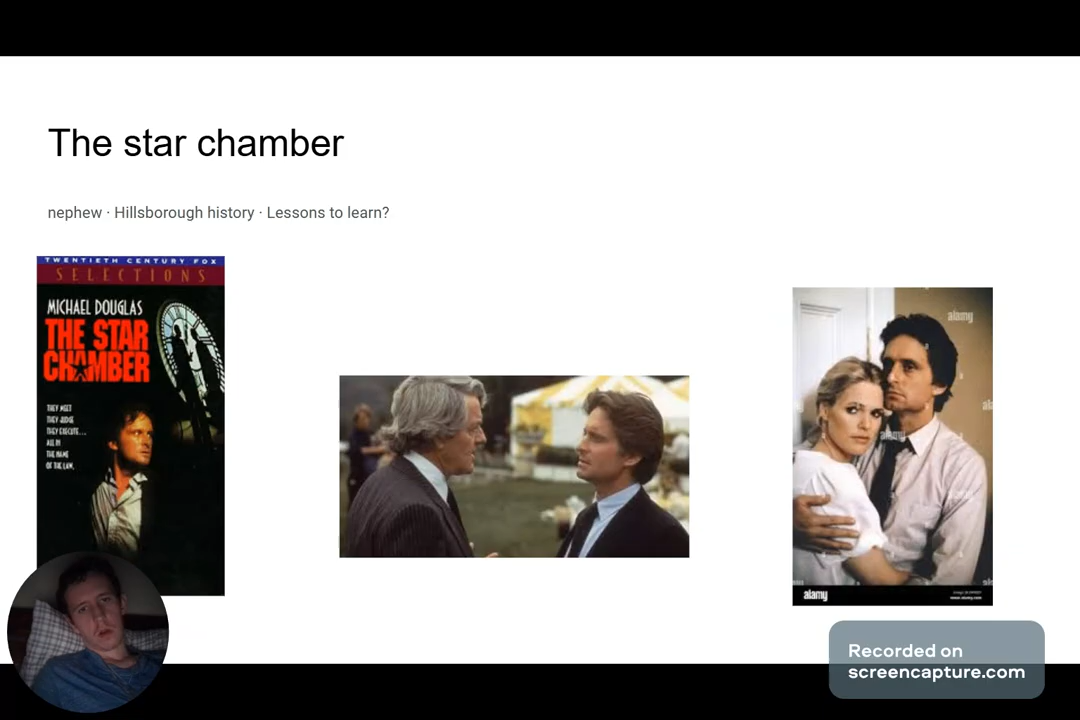 The star chamber
nephew · Hillsborough history · Lessons to learn?
TWENTIETH CENTURY FOX
SELECTIONS
MICHAEL DOUGLAS
THE STAR
CHAMBER
THEY MEET
THEY JUDGE
THEY EXECUTE...
ALL IN
THE NAME
OF THE LAW.
alamy
alamy
alamy
www.alamy.com
Recorded on
screencapture.com